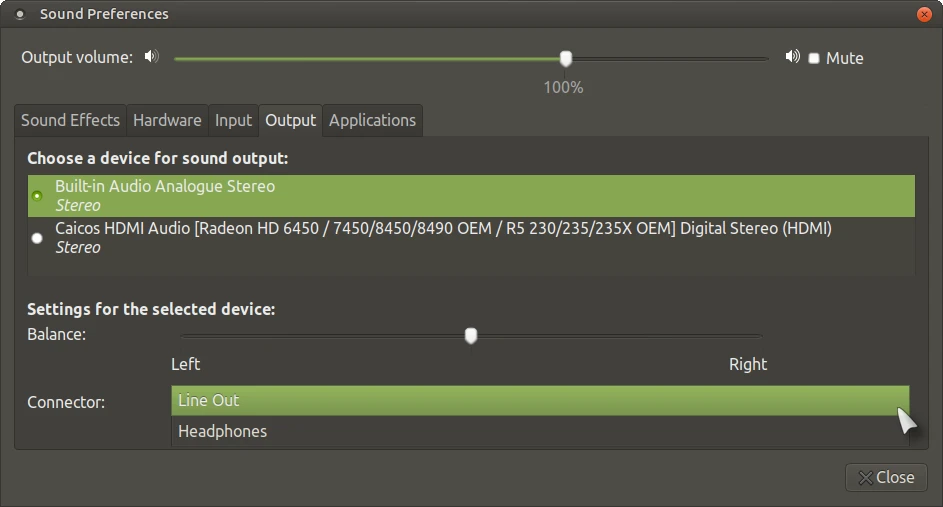 Sound Preferences
Output volume:
Mute
100%
Sound Effects Hardware Input Output Applications
Choose a device for sound output:
Built-in Audio Analogue Stereo
Stereo
Caicos HDMI Audio [Radeon HD 6450 / 7450/8450/8490 OEM / R5 230/235/235X OEM] Digital Stereo (HDMI)
Stereo
Settings for the selected device:
Balance:
Left Right
Connector:
Line Out
Headphones
Close